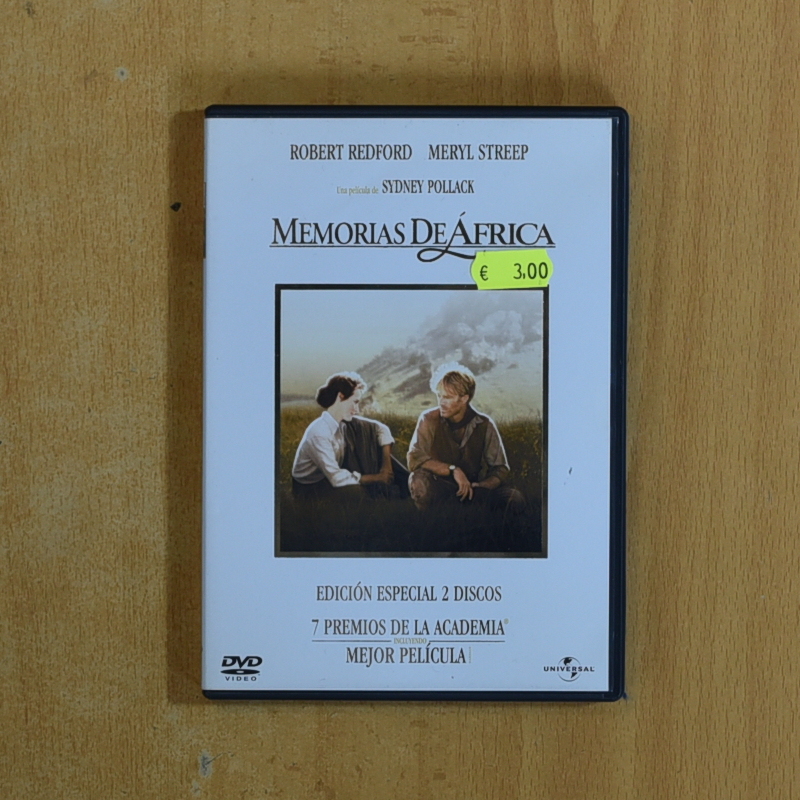 ROBERT REDFORD MERYL STREEP
Una película de SYDNEY POLLACK
MEMORIAS DE ÁFRICA
€ 3,00
EDICIÓN ESPECIAL 2 DISCOS
7 PREMIOS DE LA ACADEMIA®
INCLUYENDO
MEJOR PELÍCULA
DVD
VIDEO
UNIVERSAL